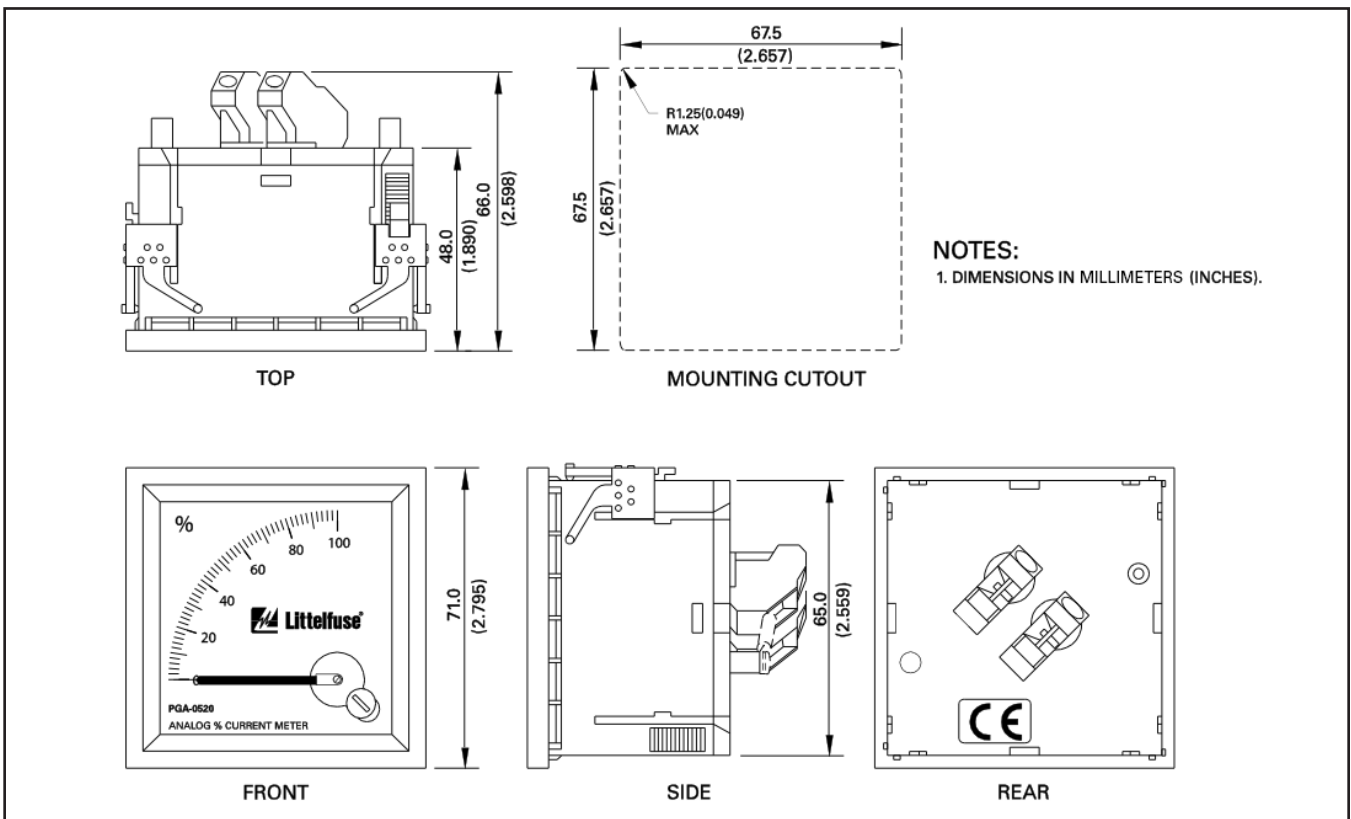 67.5
(2.657)
R1.25(0.049)
MAX
67.5
(2.657)
66.0
(2.598)
48.0
(1.890)
NOTES:
1. DIMENSIONS IN MILLIMETERS (INCHES).
TOP
MOUNTING CUTOUT
%
20
40
60
80
100
Littelfuse®
PGA-0520
ANALOG % CURRENT METER
71.0
(2.795)
65.0
(2.559)
CE
FRONT
SIDE
REAR